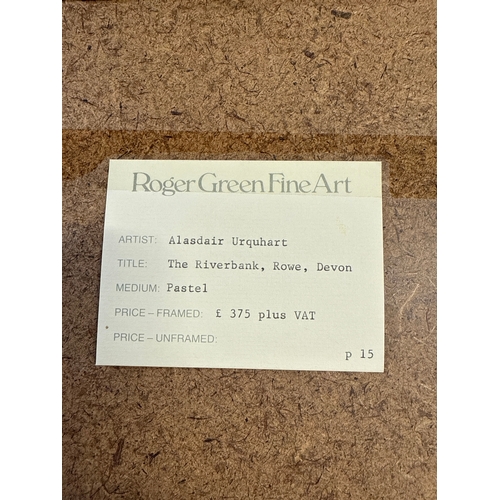 Roger Green Fine Art
ARTIST: Alasdair Urquhart
TITLE: The Riverbank, Rowe, Devon
MEDIUM: Pastel
PRICE – FRAMED: £ 375 plus VAT
PRICE – UNFRAMED:
p 15